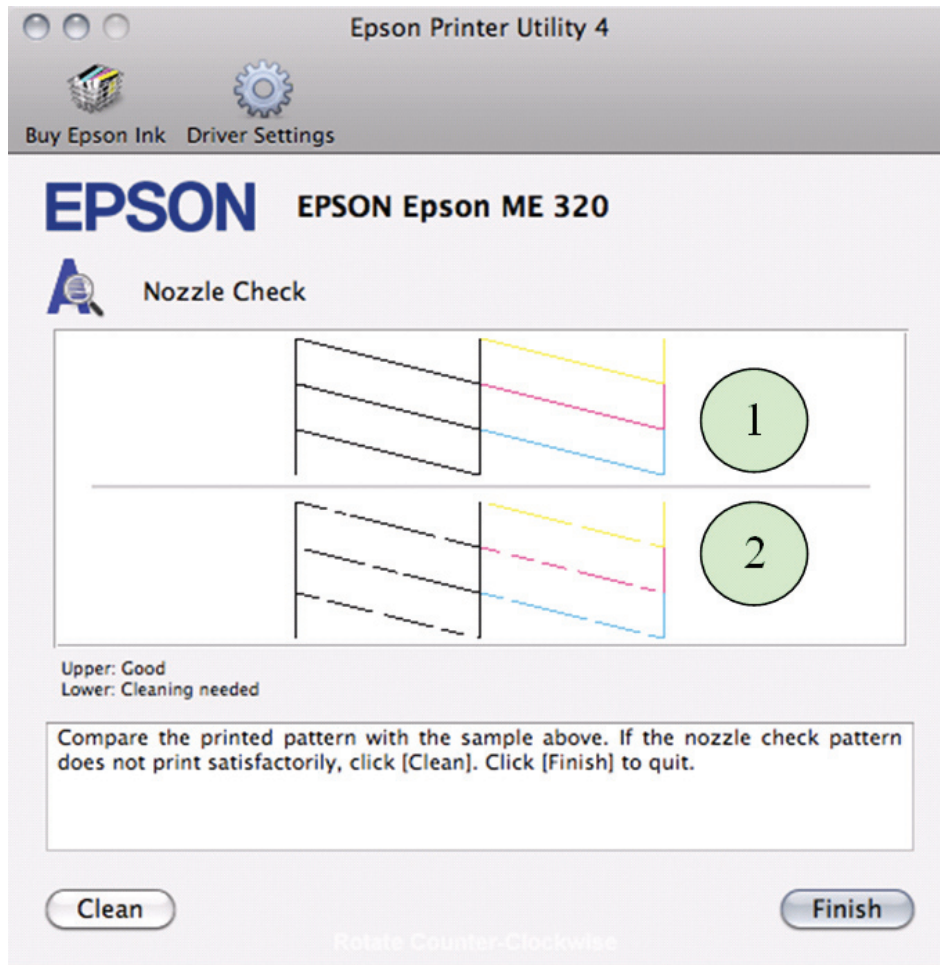 Epson Printer Utility 4
Buy Epson Ink Driver Settings
EPSON EPSON Epson ME 320
Nozzle Check
1
2
Upper: Good
Lower: Cleaning needed
Compare the printed pattern with the sample above. If the nozzle check pattern
does not print satisfactorily, click [Clean]. Click [Finish] to quit.
Clean Finish
Rotate Counter-Clockwise